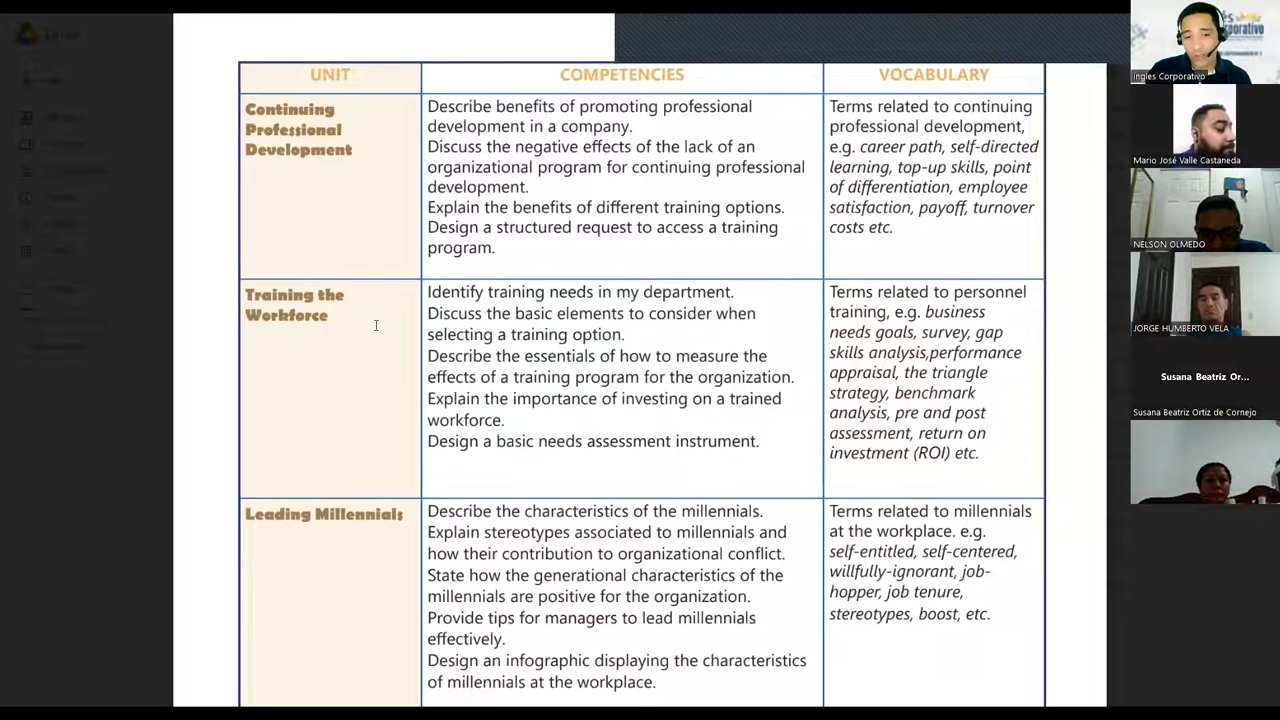 UNIT
COMPETENCIES
VOCABULARY
Continuing
Professional
Development
Describe benefits of promoting professional
development in a company.
Discuss the negative effects of the lack of an
organizational program for continuing professional
development.
Explain the benefits of different training options.
Design a structured request to access a training
program.
Terms related to continuing
professional development,
e.g. career path, self-directed
learning, top-up skills, point
of differentiation, employee
satisfaction, payoff, turnover
costs etc.
Training the
Workforce
Identify training needs in my department.
Discuss the basic elements to consider when
selecting a training option.
Describe the essentials of how to measure the
effects of a training program for the organization.
Explain the importance of investing on a trained
workforce.
Design a basic needs assessment instrument.
Terms related to personnel
training, e.g. business
needs goals, survey, gap
skills analysis,performance
appraisal, the triangle
strategy, benchmark
analysis, pre and post
assessment, return on
investment (ROI) etc.
Leading Millennials
Describe the characteristics of the millennials.
Explain stereotypes associated to millennials and
how their contribution to organizational conflict.
State how the generational characteristics of the
millennials are positive for the organization.
Provide tips for managers to lead millennials
effectively.
Design an infographic displaying the characteristics
of millennials at the workplace.
Terms related to millennials
at the workplace. e.g.
self-entitled, self-centered,
willfully-ignorant, job-
hopper, job tenure,
stereotypes, boost, etc.
Ingles Corporativo
Mario José Valle Castaneda
NELSON OLMEDO
JORGE HUMBERTO VELA
Susana Beatriz Or...
Susana Beatriz Ortiz de Cornejo